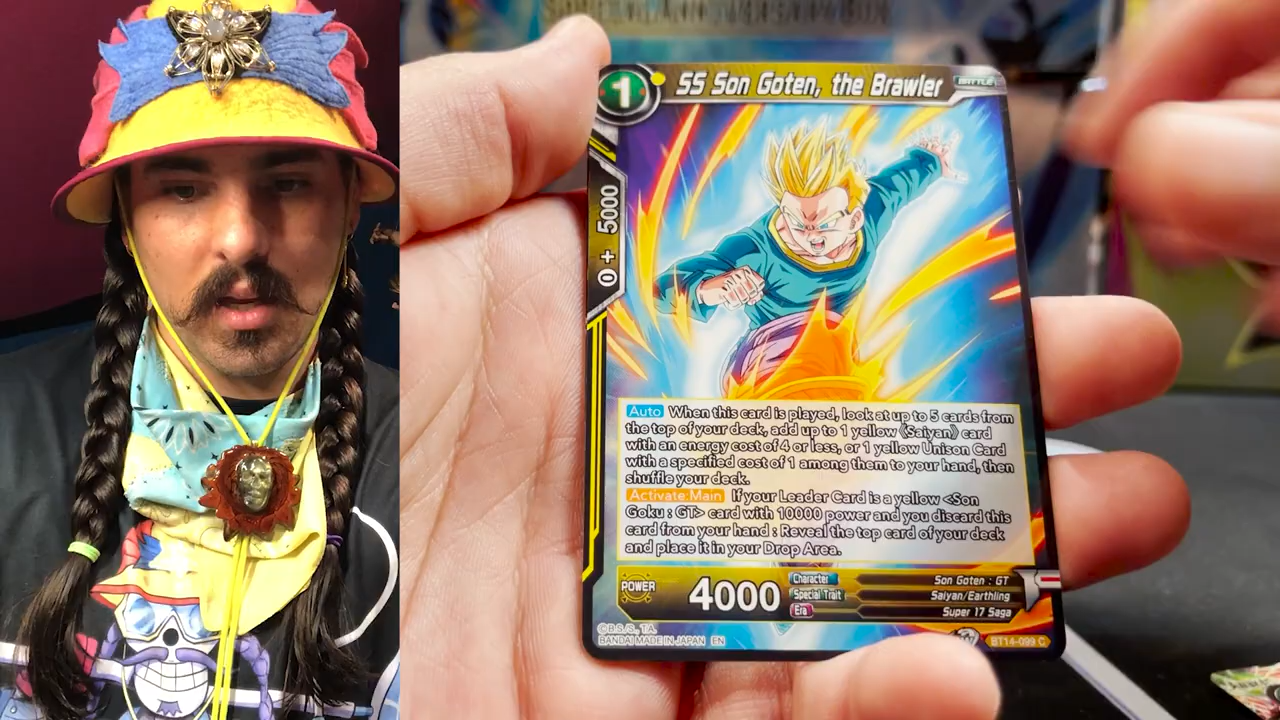 1
SS Son Goten, the Brawler
BATTLE
0 + 5000
Auto When this card is played, look at up to 5 cards from
the top of your deck, add up to 1 yellow 《Saiyan》 card
with an energy cost of 4 or less, or 1 yellow Unison Card
with a specified cost of 1 among them to your hand, then
shuffle your deck.
Activate:Main If your Leader Card is a yellow <Son
Goku : GT> card with 10000 power and you discard this
card from your hand : Reveal the top card of your deck
and place it in your Drop Area.
POWER
4000
Character Son Goten : GT
Special Trait Saiyan/Earthling
Era Super 17 Saga
©B.S./S., T.A.
BANDAI MADE IN JAPAN EN
BT14-099 C